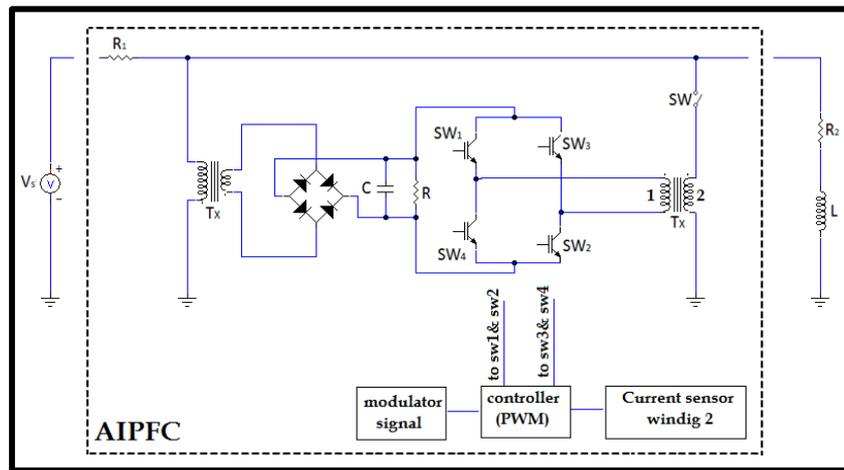 R1
SW
R2
SW1
SW3
Vs
+
V
−
Tx
C
R
1
2
Tx
L
SW4
SW2
to sw1& sw2
to sw3& sw4
modulator
signal
controller
(PWM)
Current sensor
windig 2
AIPFC